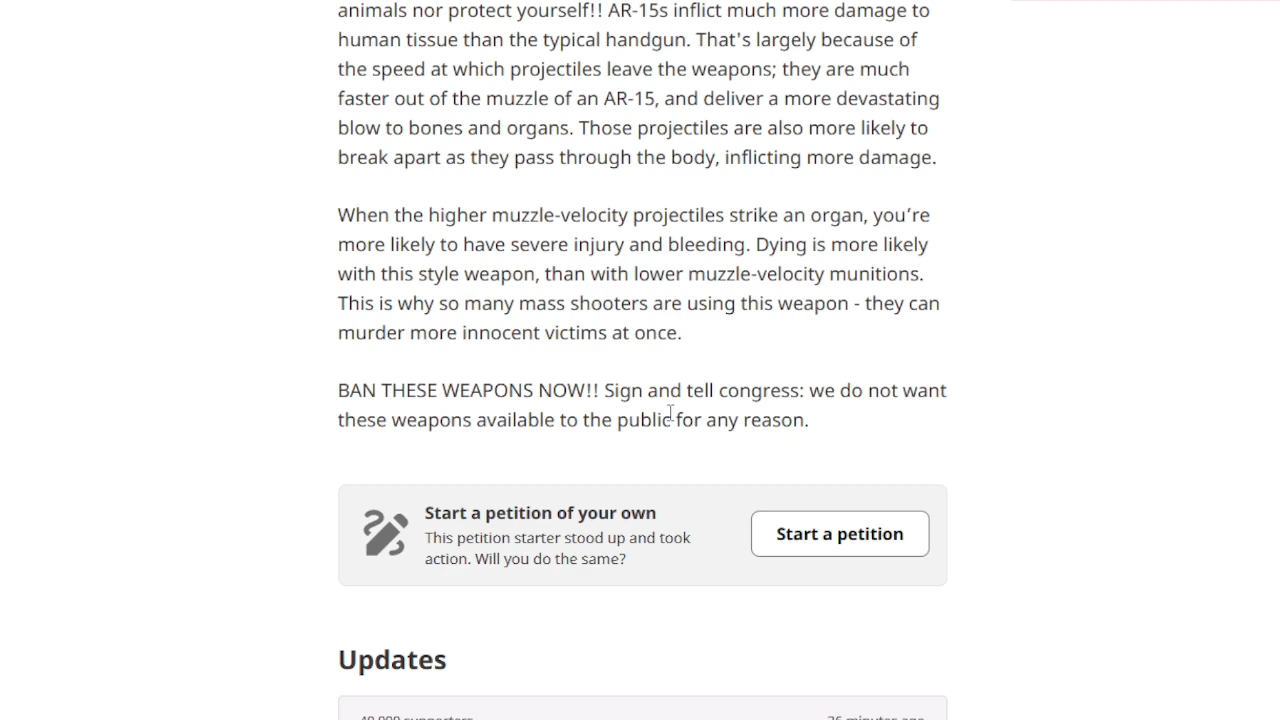 animals nor protect yourself!! AR-15s inflict much more damage to
human tissue than the typical handgun. That's largely because of
the speed at which projectiles leave the weapons; they are much
faster out of the muzzle of an AR-15, and deliver a more devastating
blow to bones and organs. Those projectiles are also more likely to
break apart as they pass through the body, inflicting more damage.
When the higher muzzle-velocity projectiles strike an organ, you’re
more likely to have severe injury and bleeding. Dying is more likely
with this style weapon, than with lower muzzle-velocity munitions.
This is why so many mass shooters are using this weapon - they can
murder more innocent victims at once.
BAN THESE WEAPONS NOW!! Sign and tell congress: we do not want
these weapons available to the public for any reason.
Start a petition of your own
This petition starter stood up and took
action. Will you do the same?
Start a petition
Updates